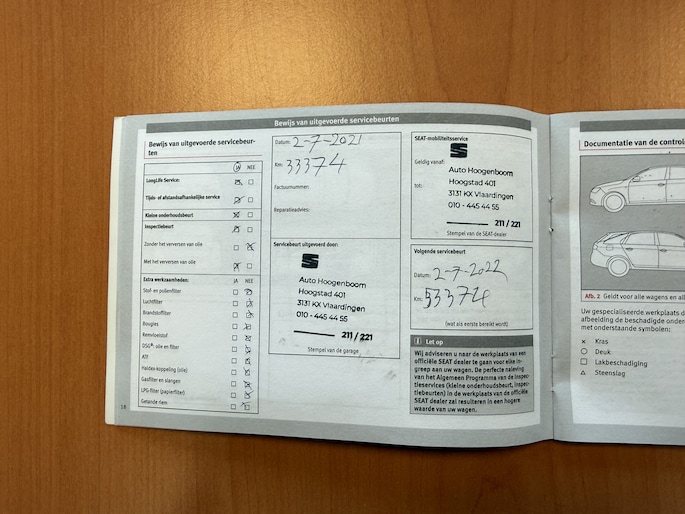 Bewijs van uitgevoerde servicebeurten
Bewijs van uitgevoerde servicebeur-
ten
JA NEE
LongLife Service:
Tijds- of afstandsafhankelijke service
Kleine onderhoudsbeurt
Inspectiebeurt
Zonder het verversen van olie
Met het verversen van olie
Extra werkzaamheden: JA NEE
Stof- en pollenfilter
Luchtfilter
Brandstoffilter
Bougies
Remvloeistof
DSG®: olie en filter
ATF
Haldex-koppeling (olie)
Gasfilter en slangen
LPG-filter (papierfilter)
Getande riem
18
Datum: 2-7-2021
Km: 33374
Factuurnummer:
Reparatieadvies:
Servicebeurt uitgevoerd door:
Auto Hoogenboom
Hoogstad 401
3131 KX Vlaardingen
010 - 445 44 55
211 / 221
Stempel van de garage
SEAT-mobiliteitsservice
Geldig vanaf:
tot:
Auto Hoogenboom
Hoogstad 401
3131 KX Vlaardingen
010 - 445 44 55
211 / 221
Stempel van de SEAT-dealer
Volgende servicebeurt
Datum: 2-7-2022
Km: 53374
(wat als eerste bereikt wordt)
Let op
Wij adviseren u naar de werkplaats van een
officiële SEAT dealer te gaan voor elke in-
greep aan uw wagen. De perfecte naleving
van het Algemeen Programma van de inspec-
tieservices (kleine onderhoudsbeurt, inspec-
tiebeurten) in de werkplaats van de officiële
SEAT dealer zal resulteren in een hogere
waarde van uw wagen.
Documentatie van de control
Afb. 2 Geldt voor alle wagens en all
Uw gespecialiseerde werkplaats d
afbeelding de beschadigde onder
met onderstaande symbolen:
× Kras
○ Deuk
□ Lakbeschadiging
△ Steenslag